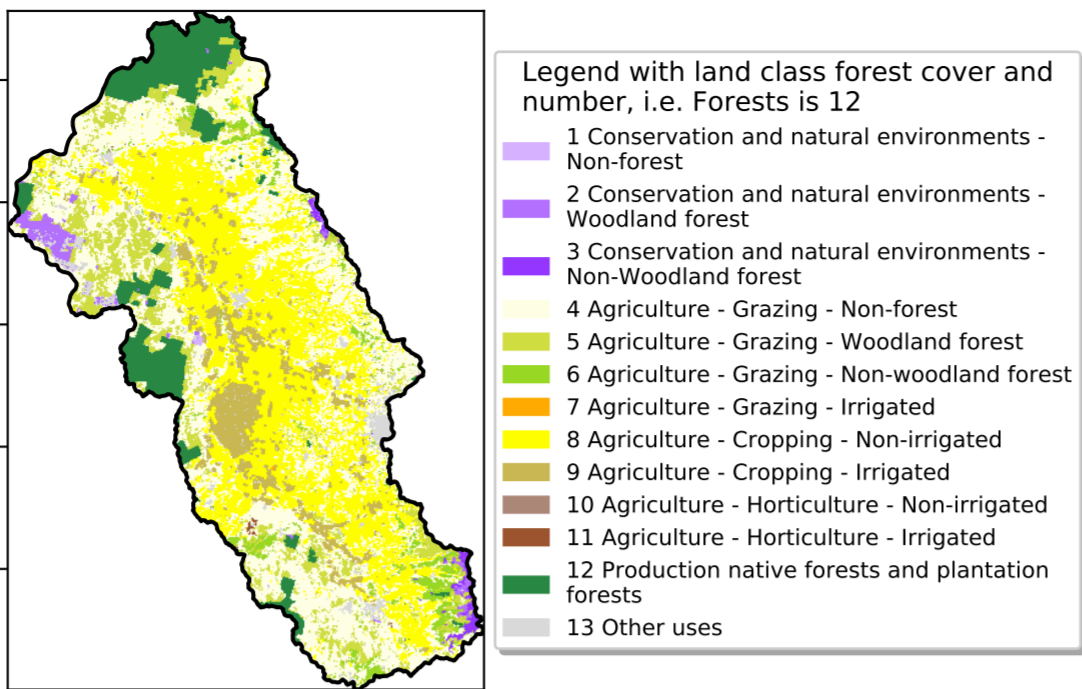 Legend with land class forest cover and
number, i.e. Forests is 12
1 Conservation and natural environments -
Non-forest
2 Conservation and natural environments -
Woodland forest
3 Conservation and natural environments -
Non-Woodland forest
4 Agriculture - Grazing - Non-forest
5 Agriculture - Grazing - Woodland forest
6 Agriculture - Grazing - Non-woodland forest
7 Agriculture - Grazing - Irrigated
8 Agriculture - Cropping - Non-irrigated
9 Agriculture - Cropping - Irrigated
10 Agriculture - Horticulture - Non-irrigated
11 Agriculture - Horticulture - Irrigated
12 Production native forests and plantation
forests
13 Other uses